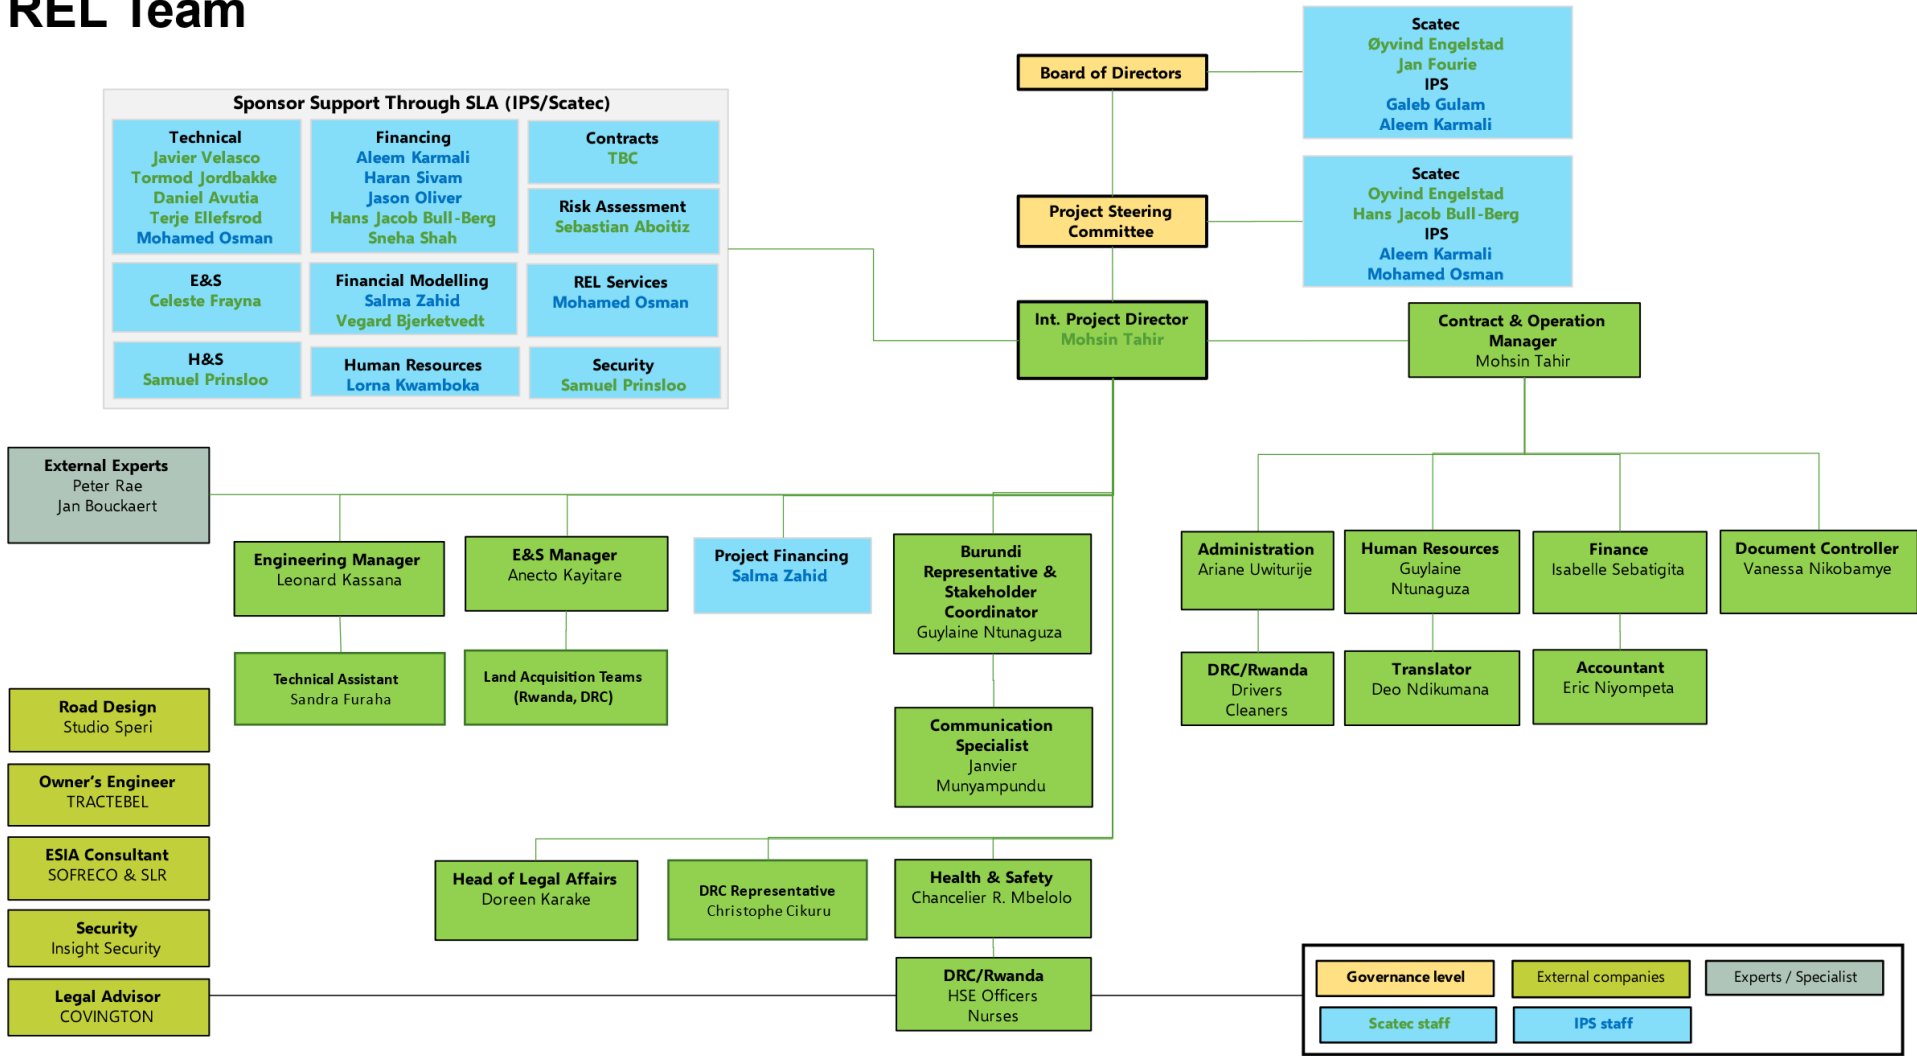 REL Team
Sponsor Support Through SLA (IPS/Scatec)
Technical
Javier Velasco
Tormod Jordbakke
Daniel Avutia
Terje Ellefsrod
Mohamed Osman
Financing
Aleem Karmali
Haran Sivam
Jason Oliver
Hans Jacob Bull-Berg
Sneha Shah
Contracts
TBC
Risk Assessment
Sebastian Aboitiz
E&S
Celeste Frayna
Financial Modelling
Salma Zahid
Vegard Bjerketvedt
REL Services
Mohamed Osman
H&S
Samuel Prinsloo
Human Resources
Lorna Kwamboka
Security
Samuel Prinsloo
Board of Directors
Scatec
Øyvind Engelstad
Jan Fourie
IPS
Galeb Gulam
Aleem Karmali
Project Steering
Committee
Scatec
Oyvind Engelstad
Hans Jacob Bull-Berg
IPS
Aleem Karmali
Mohamed Osman
Int. Project Director
Mohsin Tahir
Contract & Operation
Manager
Mohsin Tahir
External Experts
Peter Rae
Jan Bouckaert
Engineering Manager
Leonard Kassana
E&S Manager
Anecto Kayitare
Project Financing
Salma Zahid
Burundi
Representative &
Stakeholder
Coordinator
Guylaine Ntunaguza
Administration
Ariane Uwiturije
Human Resources
Guylaine
Ntunaguza
Finance
Isabelle Sebatigita
Document Controller
Vanessa Nikobamye
Technical Assistant
Sandra Furaha
Land Acquisition Teams
(Rwanda, DRC)
Communication
Specialist
Janvier
Munyampundu
DRC/Rwanda
Drivers
Cleaners
Translator
Deo Ndikumana
Accountant
Eric Niyompeta
Road Design
Studio Speri
Owner's Engineer
TRACTEBEL
ESIA Consultant
SOFRECO & SLR
Security
Insight Security
Legal Advisor
COVINGTON
Head of Legal Affairs
Doreen Karake
DRC Representative
Christophe Cikuru
Health & Safety
Chancelier R. Mbelolo
DRC/Rwanda
HSE Officers
Nurses
Governance level
External companies
Experts / Specialist
Scatec staff
IPS staff